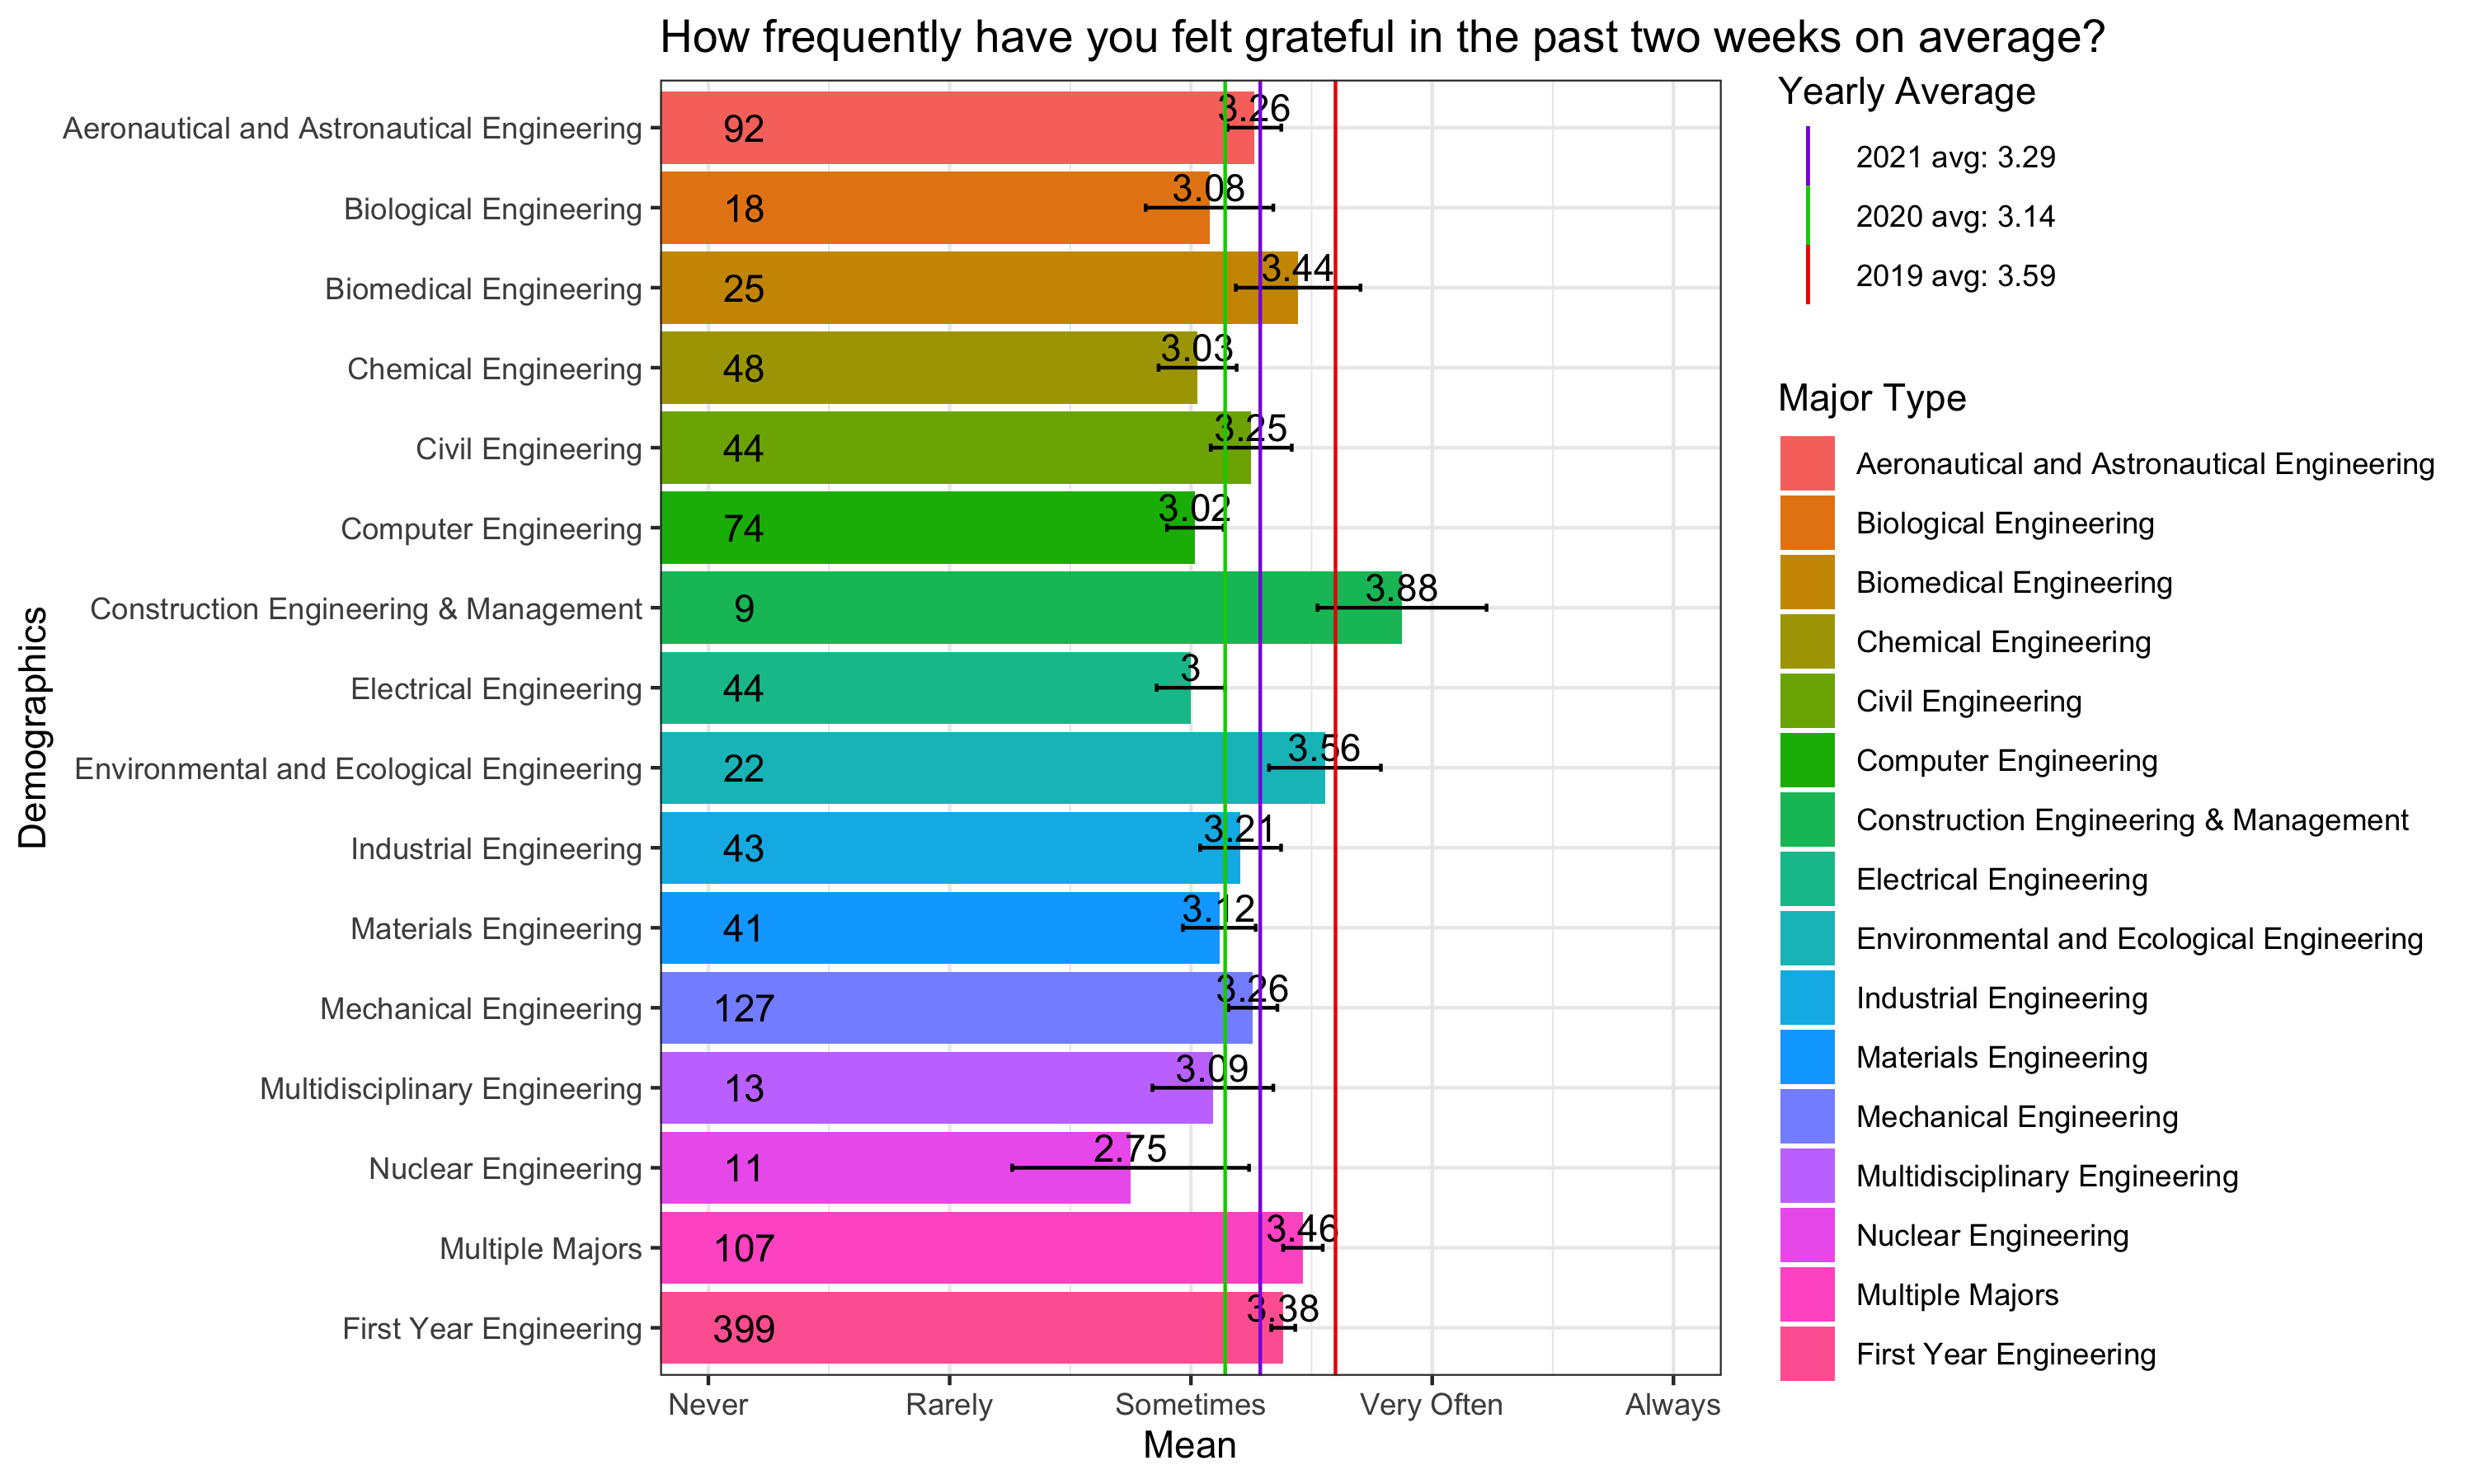 How frequently have you felt grateful in the past two weeks on average?
Demographics
Aeronautical and Astronautical Engineering 92 3.26
Biological Engineering 18 3.08
Biomedical Engineering 25 3.44
Chemical Engineering 48 3.03
Civil Engineering 44 3.25
Computer Engineering 74 3.02
Construction Engineering & Management 9 3.88
Electrical Engineering 44 3
Environmental and Ecological Engineering 22 3.56
Industrial Engineering 43 3.21
Materials Engineering 41 3.12
Mechanical Engineering 127 3.26
Multidisciplinary Engineering 13 3.09
Nuclear Engineering 11 2.75
Multiple Majors 107 3.46
First Year Engineering 399 3.38
Never Rarely Sometimes Very Often Always
Mean
Yearly Average
2021 avg: 3.29
2020 avg: 3.14
2019 avg: 3.59
Major Type
Aeronautical and Astronautical Engineering
Biological Engineering
Biomedical Engineering
Chemical Engineering
Civil Engineering
Computer Engineering
Construction Engineering & Management
Electrical Engineering
Environmental and Ecological Engineering
Industrial Engineering
Materials Engineering
Mechanical Engineering
Multidisciplinary Engineering
Nuclear Engineering
Multiple Majors
First Year Engineering